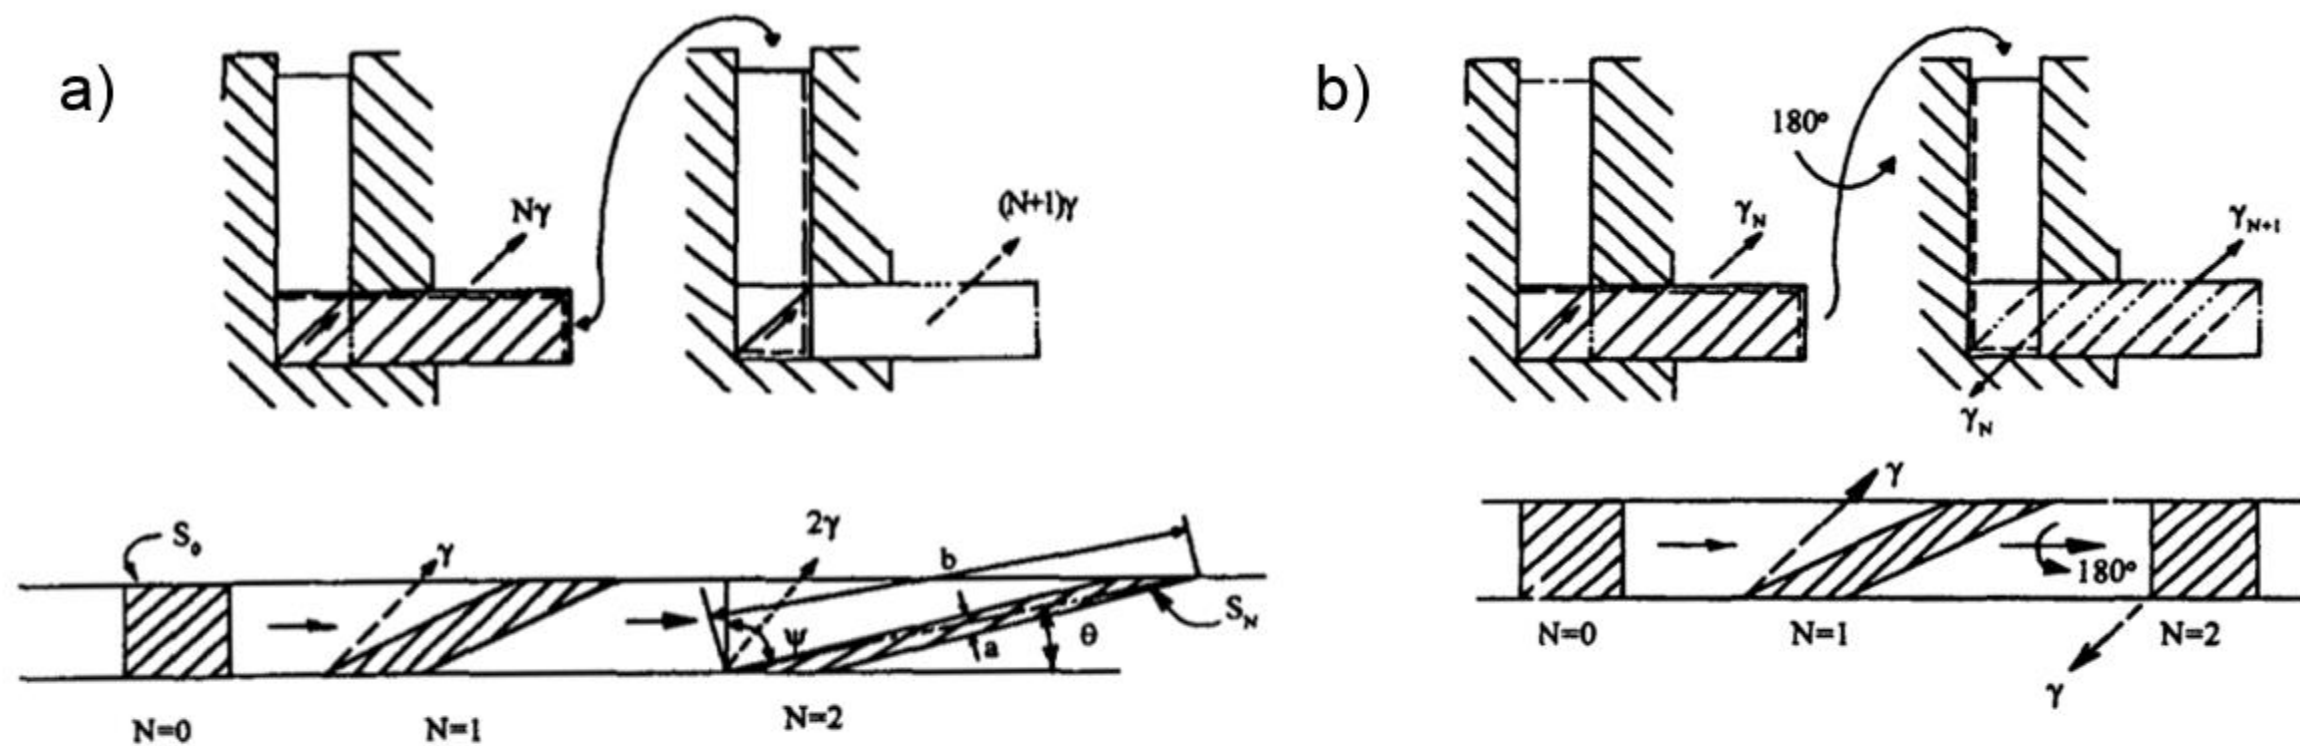 a)
Nγ
(N+1)γ
S₀
γ
2γ
b
ψ
a
θ
S_N
N=0
N=1
N=2
b)
γ_N
180°
γ_{N+1}
γ_N
γ
180°
N=0
N=1
N=2
γ